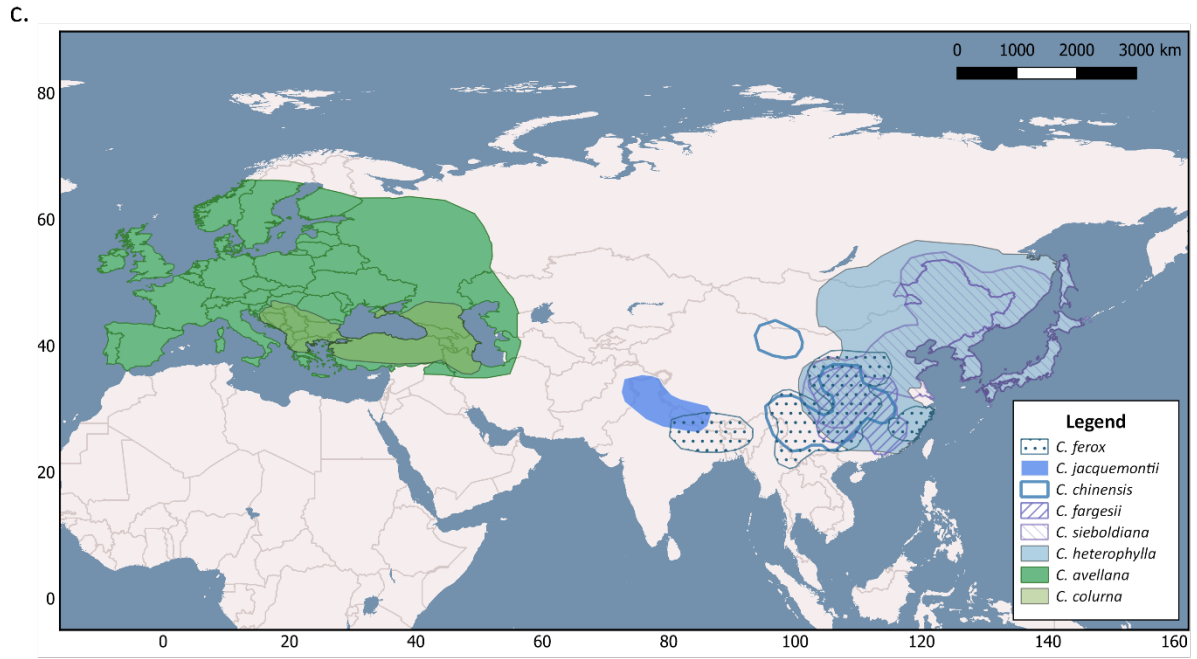 C.
0 1000 2000 3000 km
80
60
40
20
0
Legend
C. ferox
C. jacquemontii
C. chinensis
C. fargesii
C. sieboldiana
C. heterophylla
C. avellana
C. colurna
0 20 40 60 80 100 120 140 160